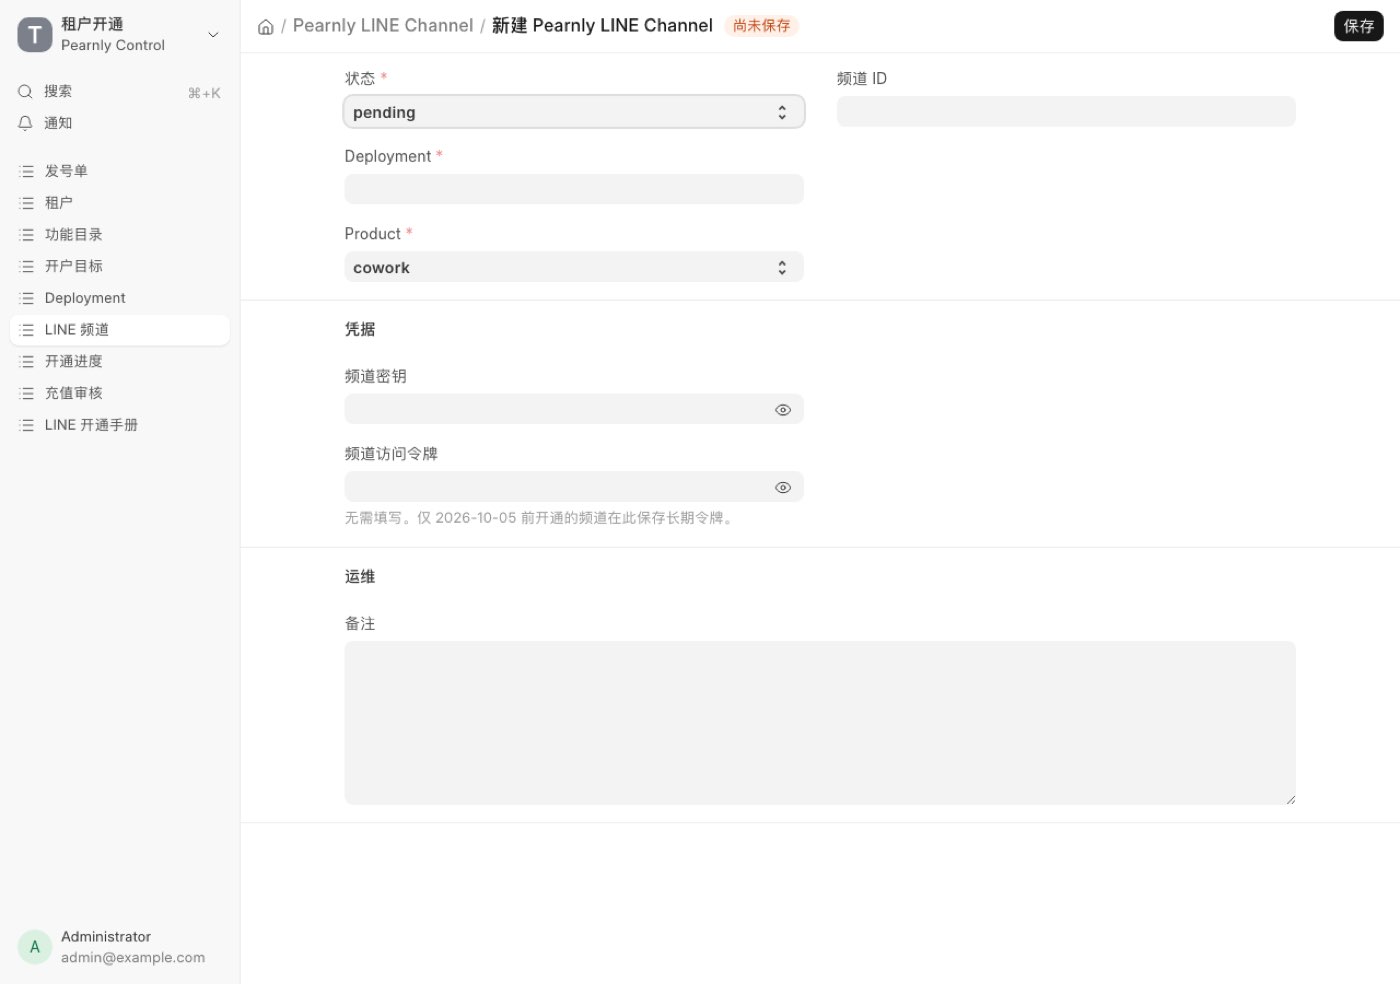 T
租户开通
Pearnly Control
搜索 ⌘+K
通知
发号单
租户
功能目录
开户目标
Deployment
LINE 频道
开通进度
充值审核
LINE 开通手册
A
Administrator
admin@example.com
/ Pearnly LINE Channel / 新建 Pearnly LINE Channel 尚未保存
保存
状态 *
pending
频道 ID
Deployment *
Product *
cowork
凭据
频道密钥
频道访问令牌
无需填写。仅 2026-10-05 前开通的频道在此保存长期令牌。
运维
备注